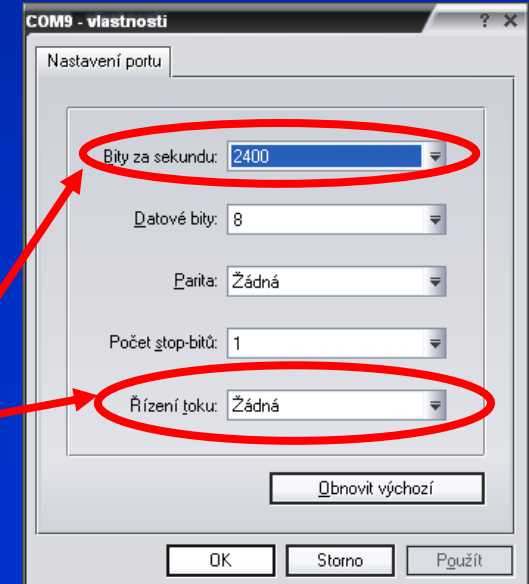 COM9 - vlastnosti
Nastavení portu
Bity za sekundu: 2400
Datové bity: 8
Parita: Žádná
Počet stop-bitů: 1
Řízení toku: Žádná
Obnovit výchozí
OK Storno Použít